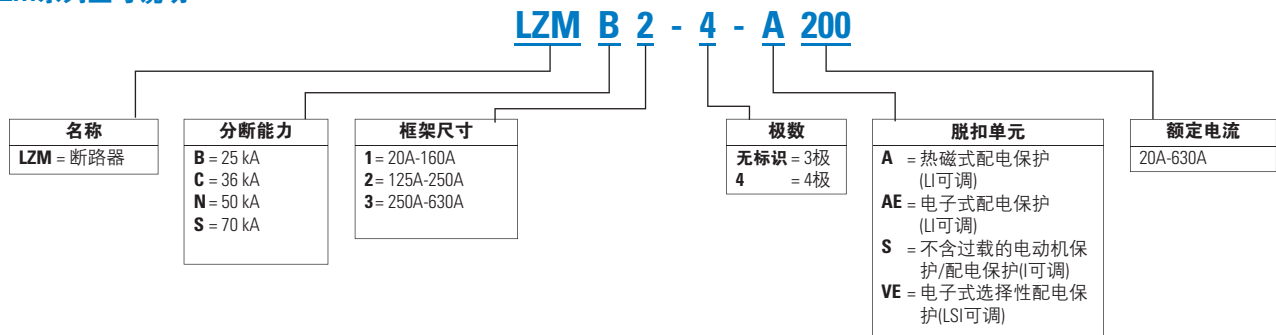 LZM B 2 - 4 - A 200
名称
LZM = 断路器
分断能力
B = 25 kA
C = 36 kA
N = 50 kA
S = 70 kA
框架尺寸
1 = 20A-160A
2 = 125A-250A
3 = 250A-630A
极数
无标识 = 3极
4 = 4极
脱扣单元
A = 热磁式配电保护
(LI可调)
AE = 电子式配电保护
(LI可调)
S = 不含过载的电动机保
护/配电保护(I可调)
VE = 电子式选择性配电保
护(LSI可调)
额定电流
20A-630A